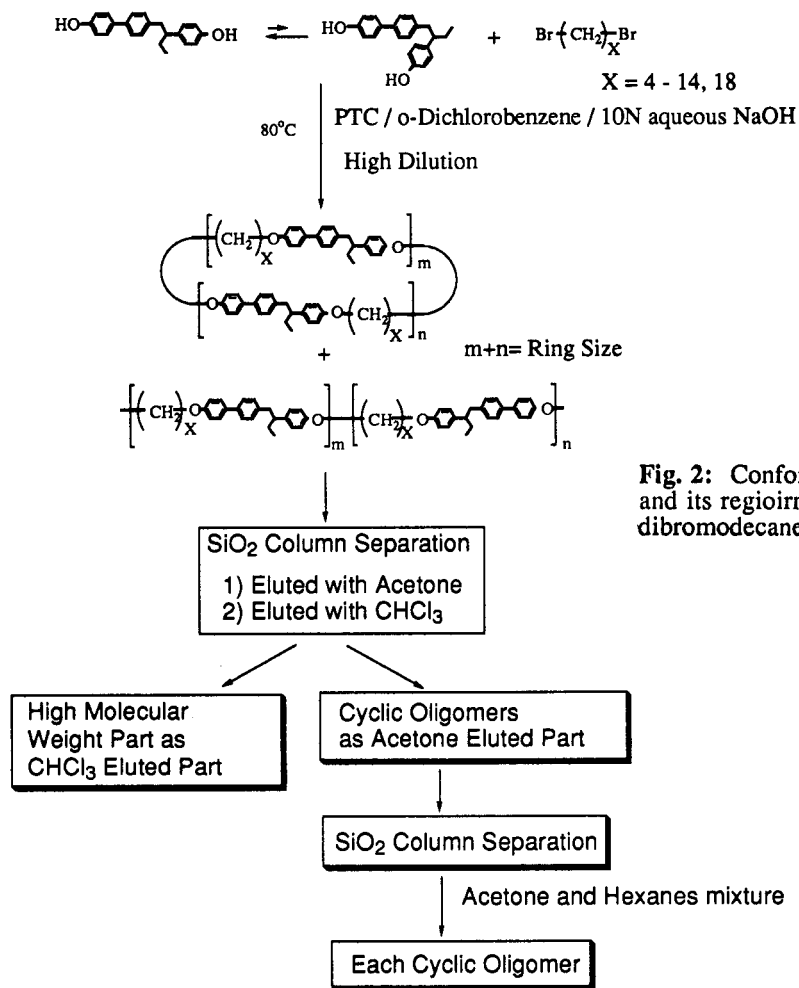 HO
OH
HO
HO
+
Br-(CH₂)X-Br
X = 4 - 14, 18
80°C
PTC / o-Dichlorobenzene / 10N aqueous NaOH
High Dilution
[(CH₂)X-O O]m
[O O(CH₂)X]n
+
m+n= Ring Size
[(CH₂)X O O]m[(CH₂)X O O]n
Fig. 2: Confor
and its regioirr
dibromodecane
SiO₂ Column Separation
1) Eluted with Acetone
2) Eluted with CHCl₃
High Molecular
Weight Part as
CHCl₃ Eluted Part
Cyclic Oligomers
as Acetone Eluted Part
SiO₂ Column Separation
Acetone and Hexanes mixture
Each Cyclic Oligomer